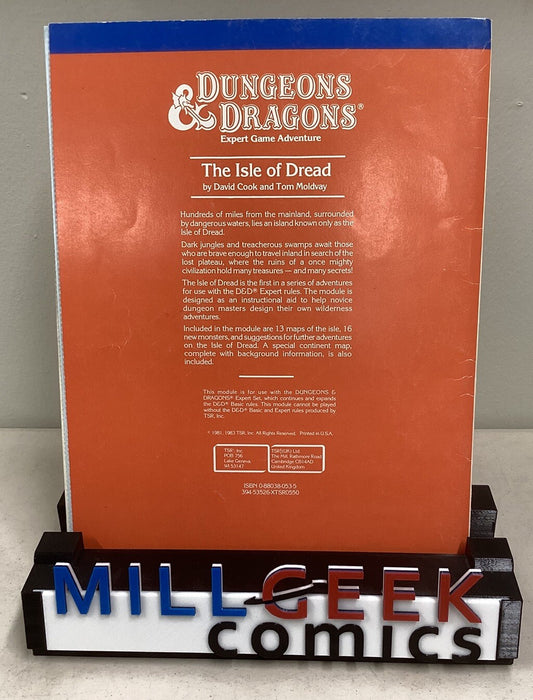 DUNGEONS
& DRAGONS®
Expert Game Adventure
The Isle of Dread
by David Cook and Tom Moldvay
Hundreds of miles from the mainland, surrounded
by dangerous waters, lies an island known only as the
Isle of Dread.
Dark jungles and treacherous swamps await those
who are brave enough to travel inland in search of the
lost plateau, where the ruins of a once mighty
civilization hold many treasures — and many secrets!
The Isle of Dread is the first in a series of adventures
for use with the D&D® Expert rules. The module is
designed as an instructional aid to help novice
dungeon masters design their own wilderness
adventures.
Included in the module are 13 maps of the isle, 16
new monsters, and suggestions for further adventures
on the Isle of Dread. A special continent map,
complete with background information, is also
included.
This module is for use with the DUNGEONS &
DRAGONS® Expert Set, which continues and expands
the D&D® Basic rules. This module cannot be played
without the D&D® Basic and Expert rules produced by
TSR, Inc.
© 1981, 1983 TSR, Inc. All Rights Reserved. Printed in U.S.A.
TSR, Inc.
POB 756
Lake Geneva,
WI 53147
TSR(UK) Ltd.
The Mill, Rathmore Road
Cambridge CB14AD
United Kingdom
ISBN 0-88038-053-5
394-53526-XTSR0550
MILLGEEK
comics